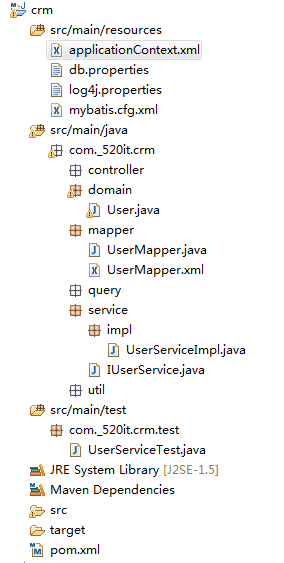 crm
src/main/resources
applicationContext.xml
db.properties
log4j.properties
mybatis.cfg.xml
src/main/java
com._520it.crm
controller
domain
User.java
mapper
UserMapper.java
UserMapper.xml
query
service
impl
UserServiceImpl.java
IUserService.java
util
src/main/test
com._520it.crm.test
UserServiceTest.java
JRE System Library [J2SE-1.5]
Maven Dependencies
src
target
pom.xml